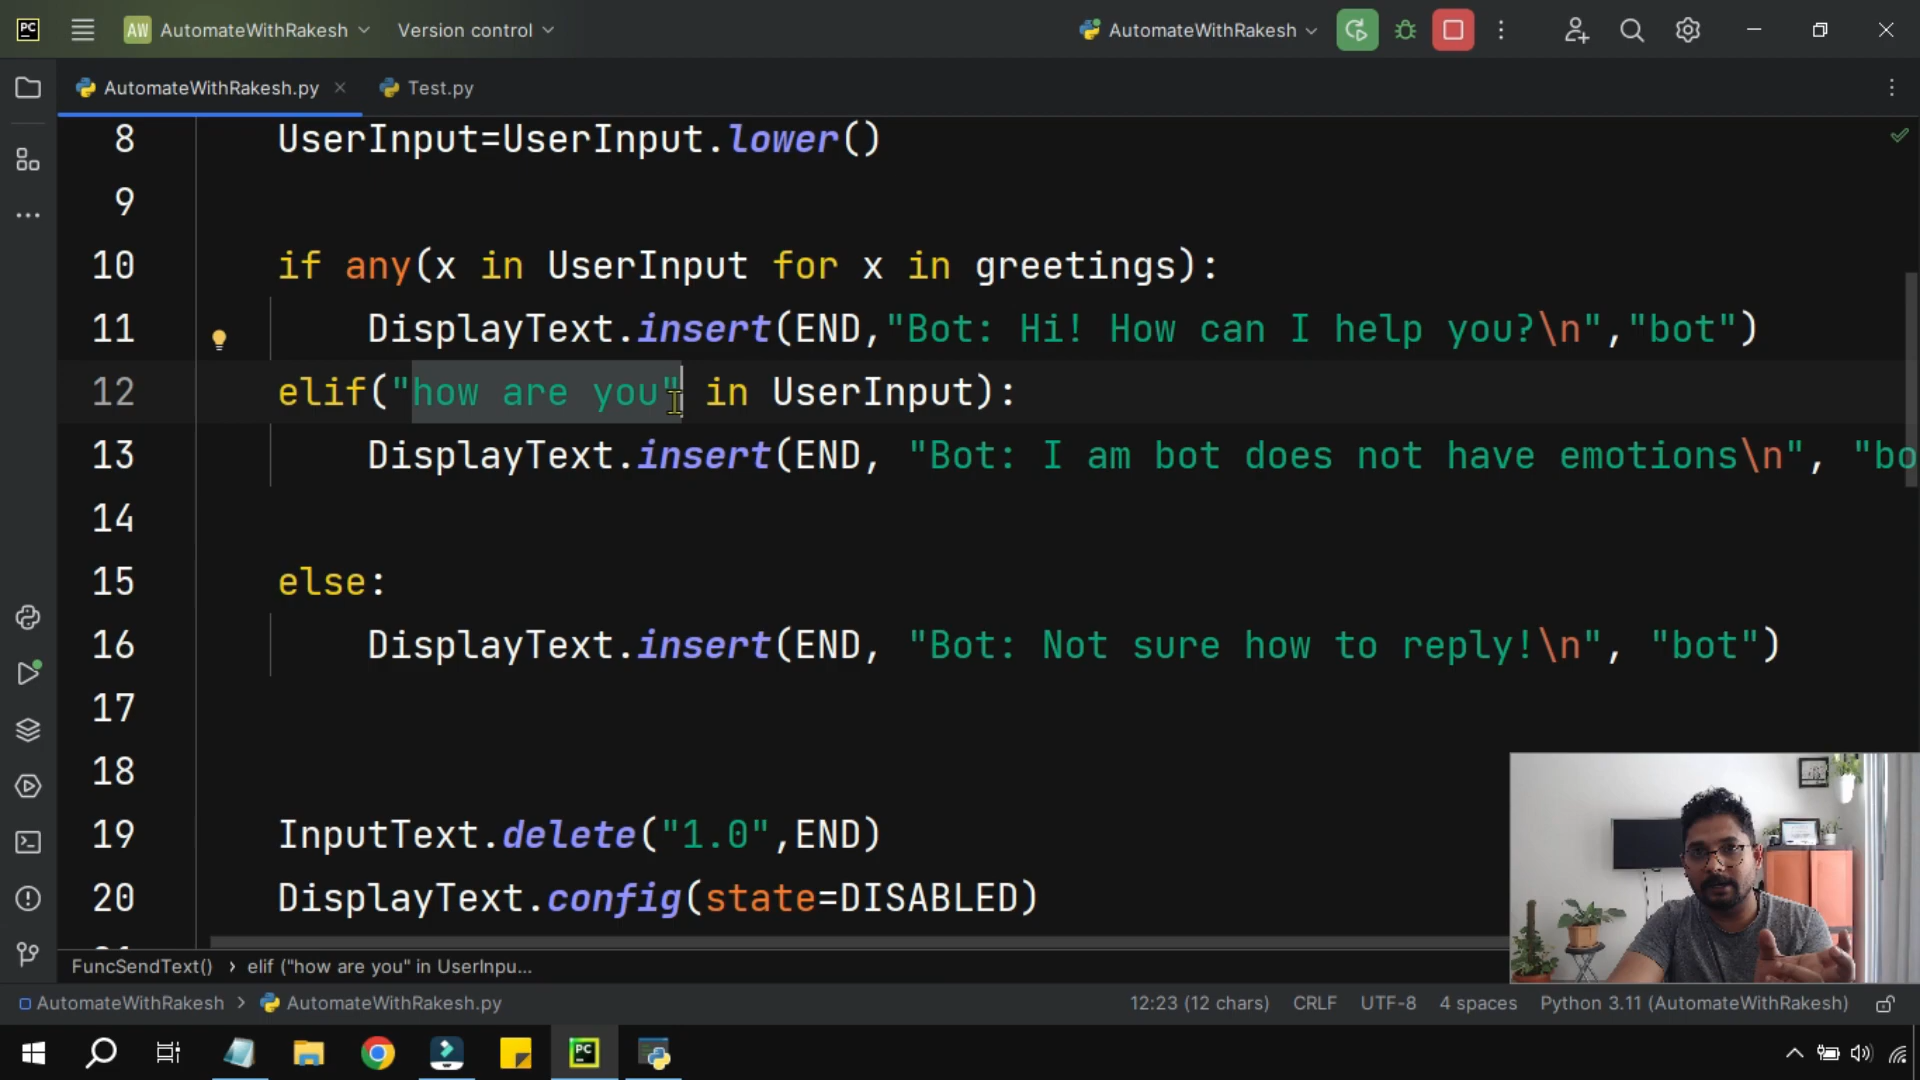 PC
AW AutomateWithRakesh
Version control
AutomateWithRakesh
AutomateWithRakesh.py
Test.py
8 UserInput=UserInput.lower()
9
10 if any(x in UserInput for x in greetings):
11 DisplayText.insert(END,"Bot: Hi! How can I help you?\n","bot")
12 elif("how are you" in UserInput):
13 DisplayText.insert(END, "Bot: I am bot does not have emotions\n", "bo
14
15 else:
16 DisplayText.insert(END, "Bot: Not sure how to reply!\n", "bot")
17
18
19 InputText.delete("1.0",END)
20 DisplayText.config(state=DISABLED)
FuncSendText() › elif ("how are you" in UserInpu...
AutomateWithRakesh › AutomateWithRakesh.py
12:23 (12 chars) CRLF UTF-8 4 spaces Python 3.11 (AutomateWithRakesh)
PC